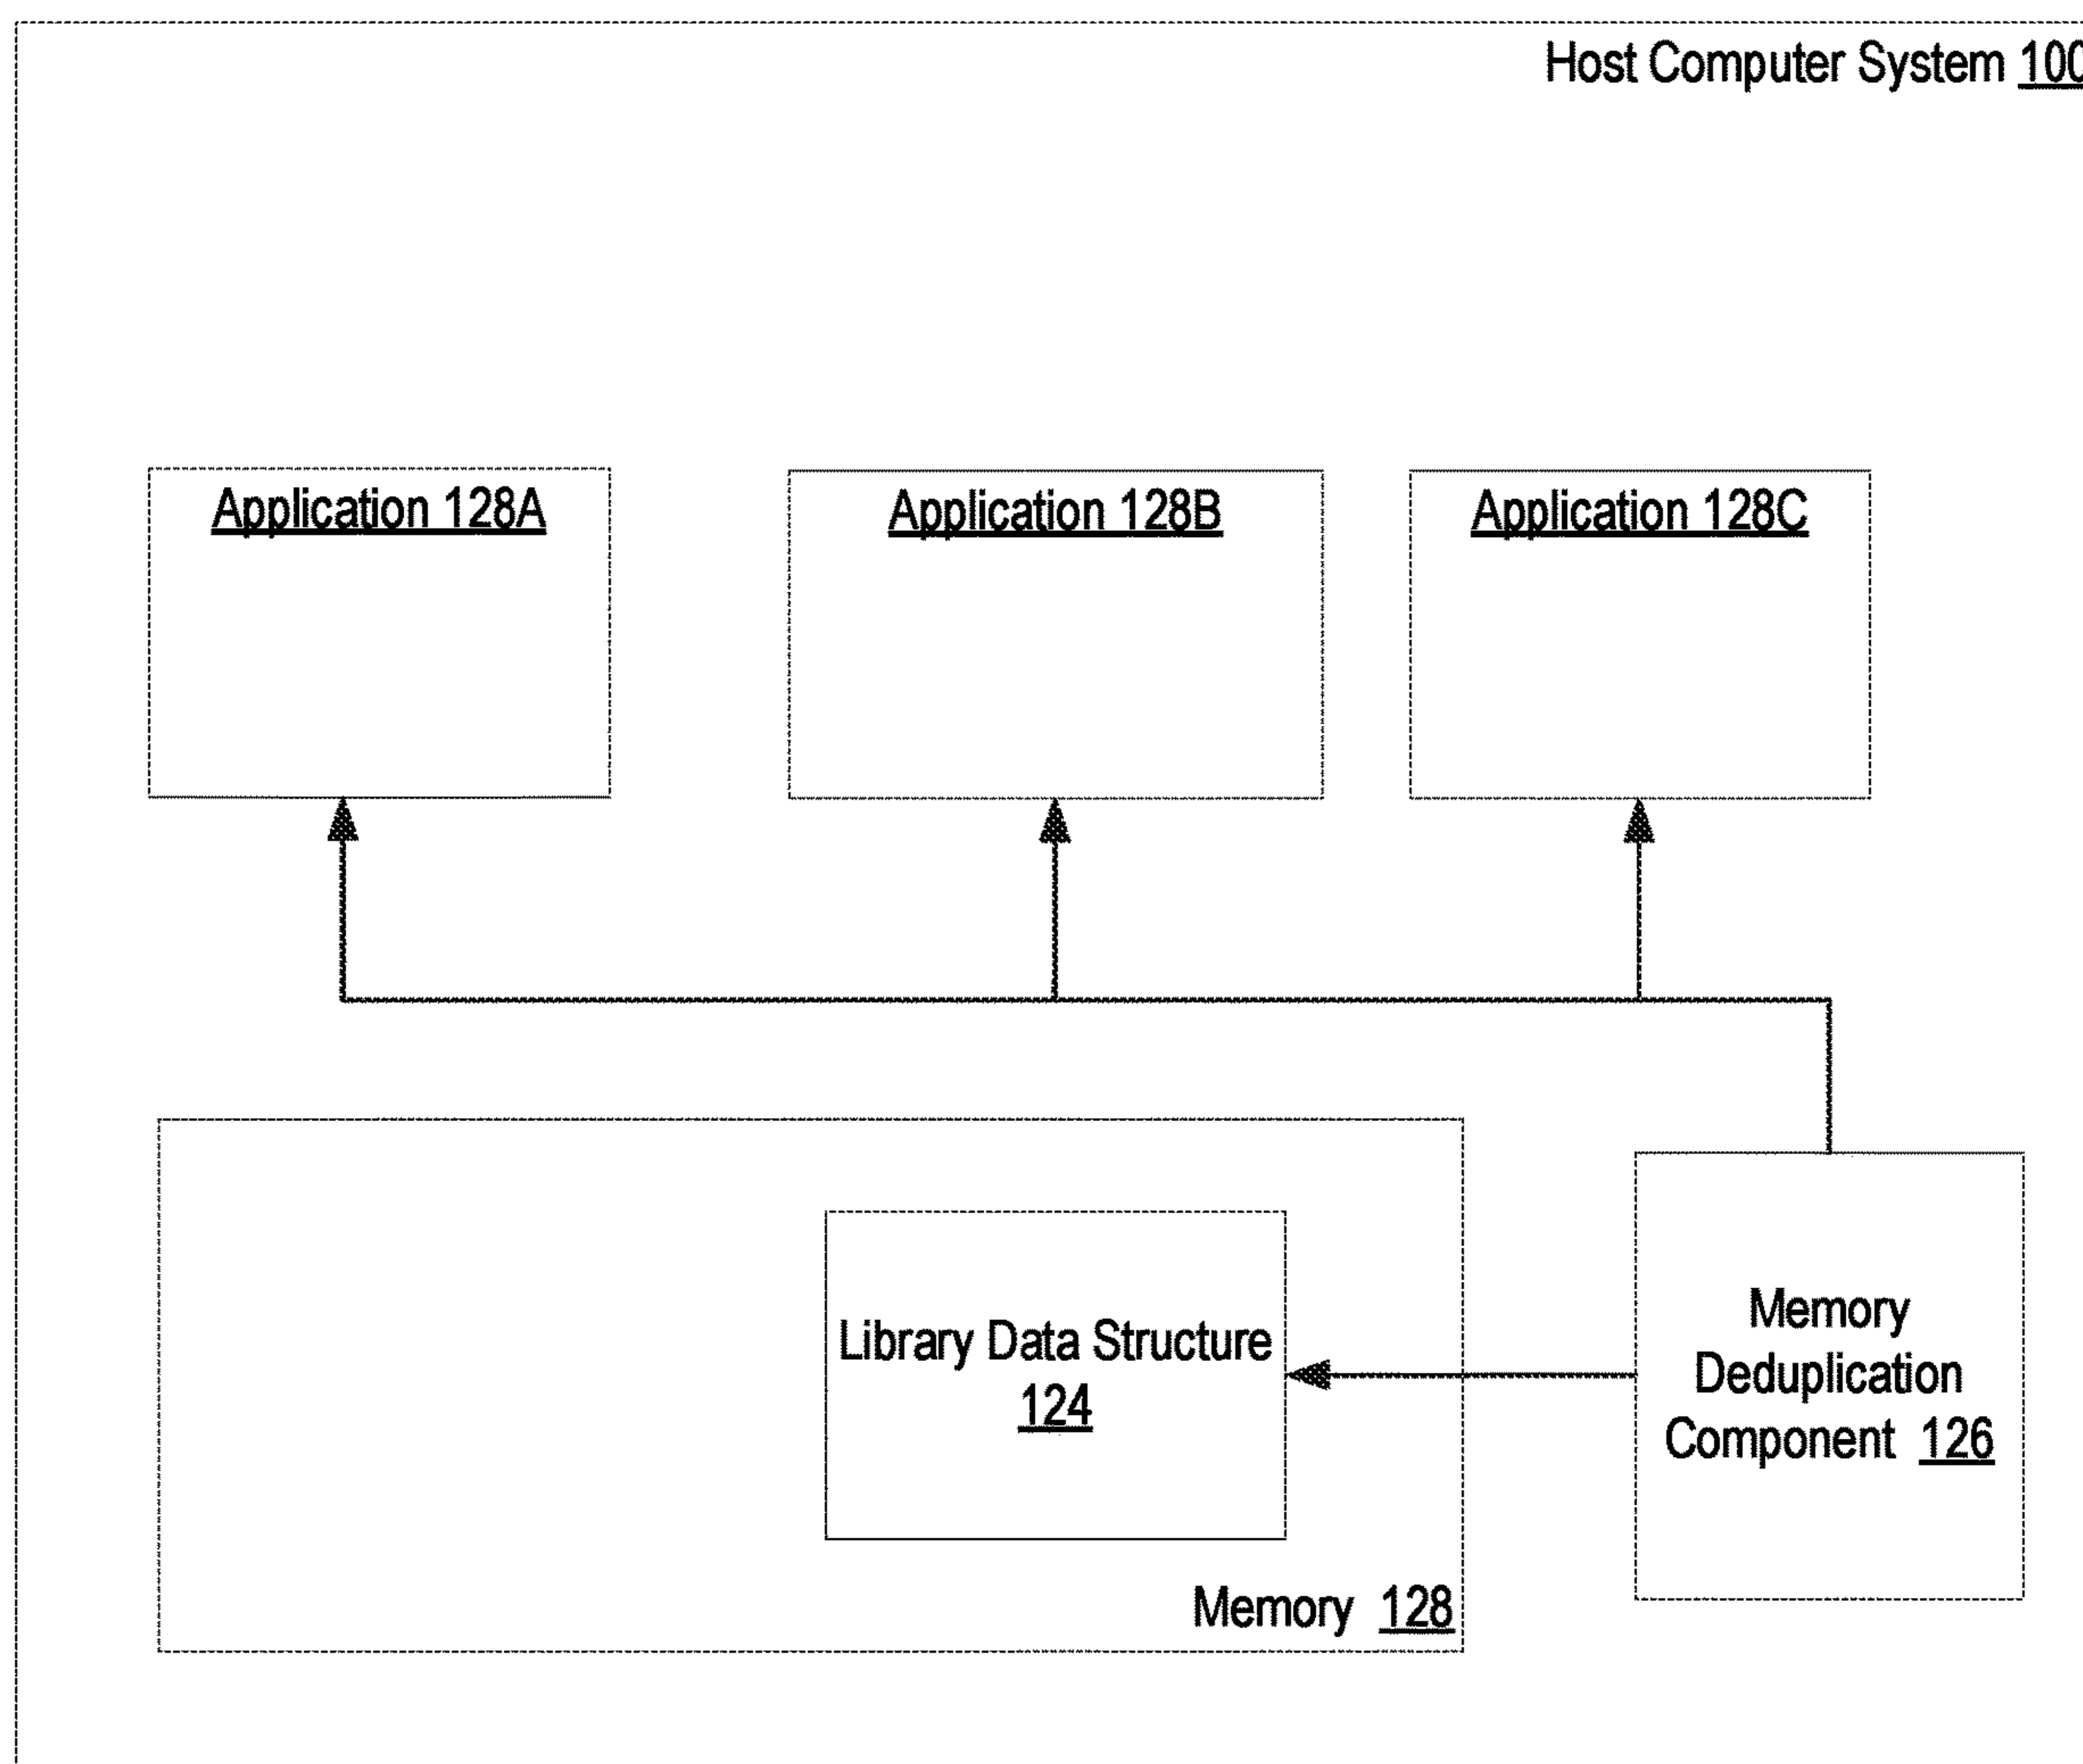 Host Computer System 100
Application 128A
Application 128B
Application 128C
Library Data Structure
124
Memory
Deduplication
Component 126
Memory 128